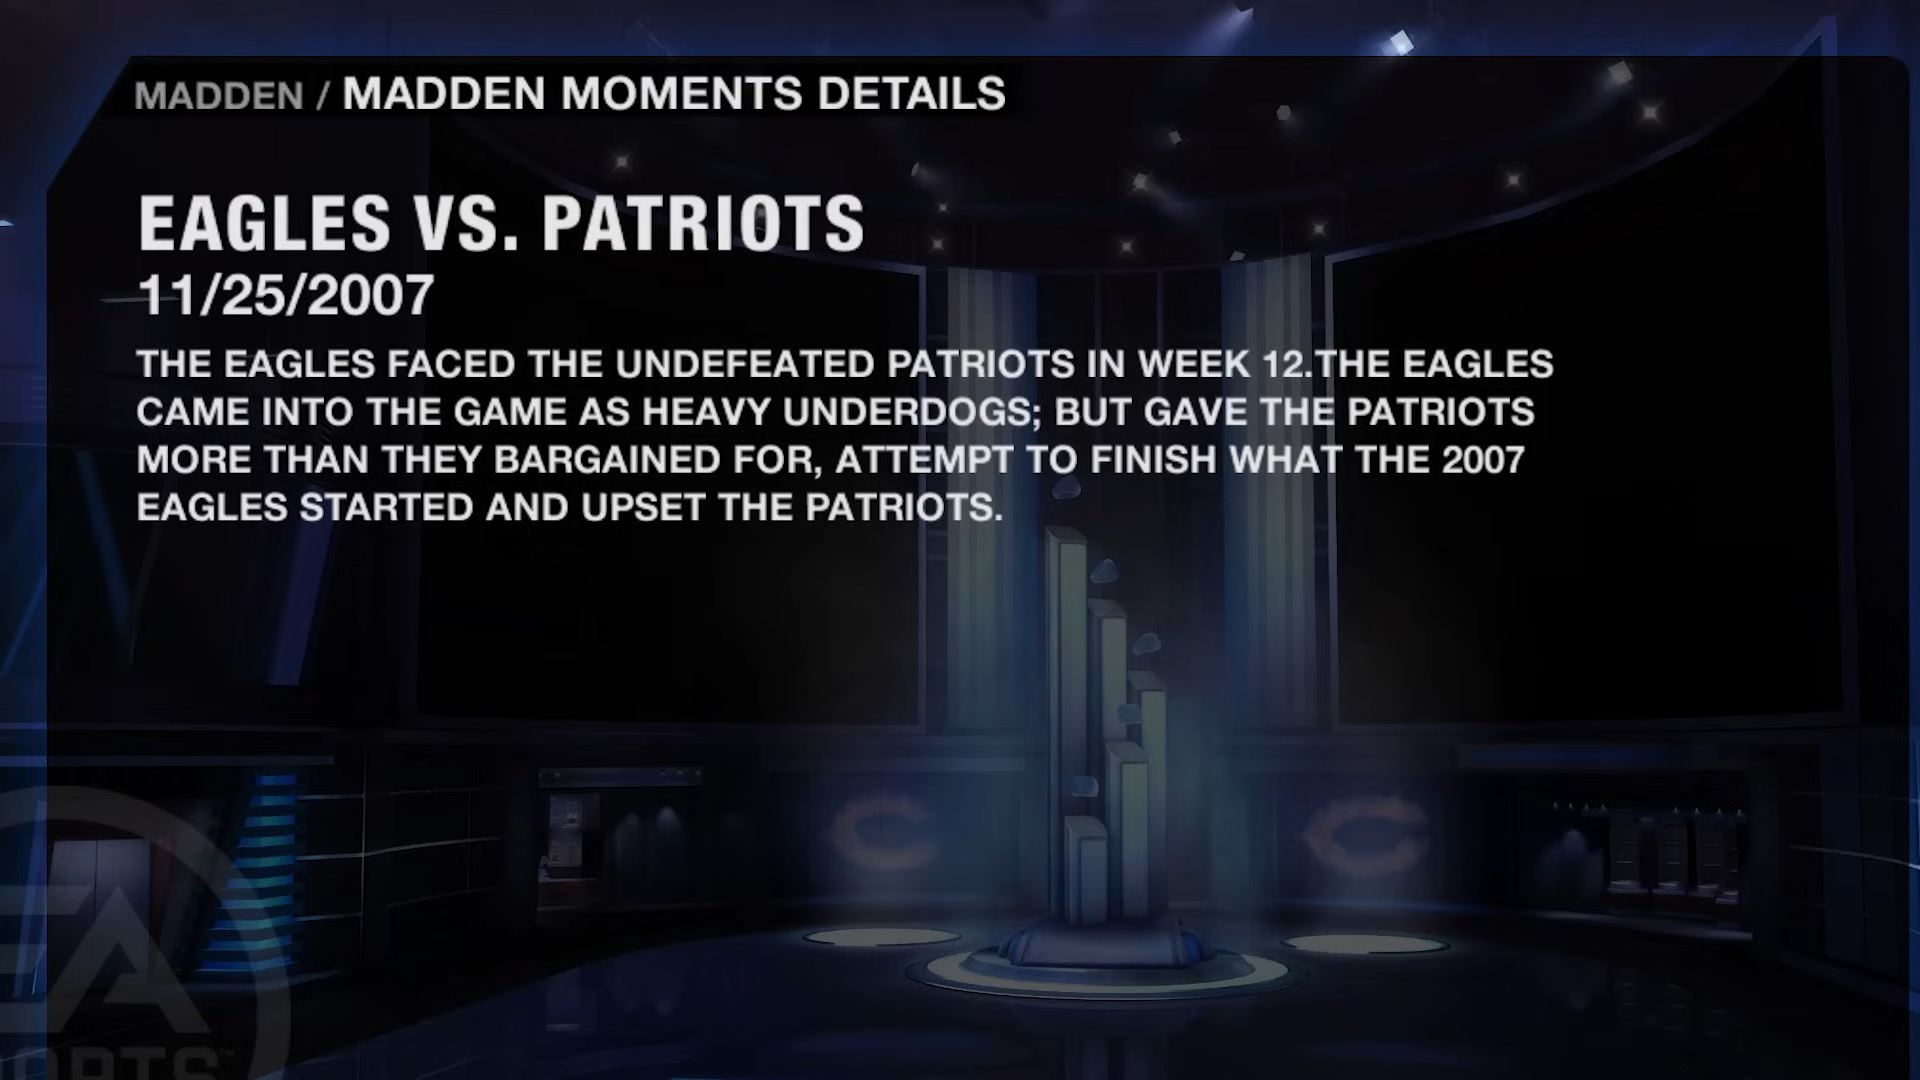 MADDEN / MADDEN MOMENTS DETAILS
EAGLES VS. PATRIOTS
11/25/2007
THE EAGLES FACED THE UNDEFEATED PATRIOTS IN WEEK 12.THE EAGLES
CAME INTO THE GAME AS HEAVY UNDERDOGS; BUT GAVE THE PATRIOTS
MORE THAN THEY BARGAINED FOR, ATTEMPT TO FINISH WHAT THE 2007
EAGLES STARTED AND UPSET THE PATRIOTS.
EA
ORTS™